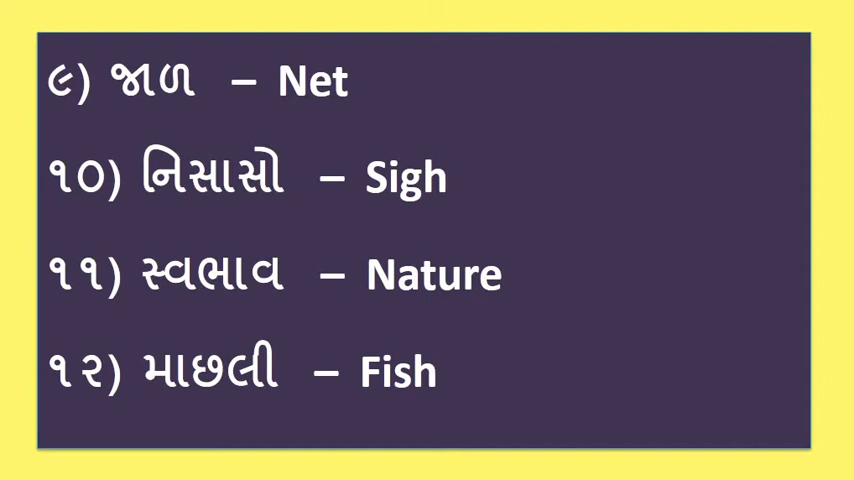 ૯) જાળ – Net
૧૦) નિસાસો – Sigh
૧૧) સ્વભાવ – Nature
૧૨) માછલી – Fish